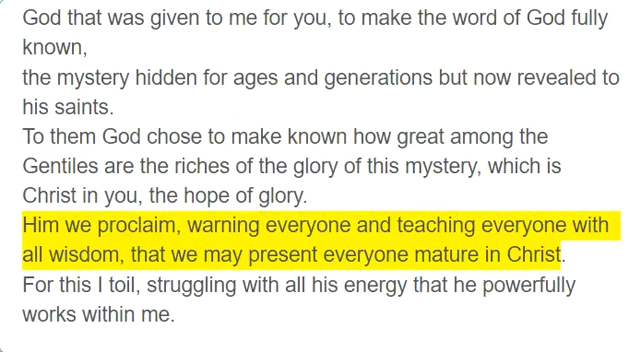 God that was given to me for you, to make the word of God fully
known,
the mystery hidden for ages and generations but now revealed to
his saints.
To them God chose to make known how great among the
Gentiles are the riches of the glory of this mystery, which is
Christ in you, the hope of glory.
Him we proclaim, warning everyone and teaching everyone with
all wisdom, that we may present everyone mature in Christ.
For this I toil, struggling with all his energy that he powerfully
works within me.